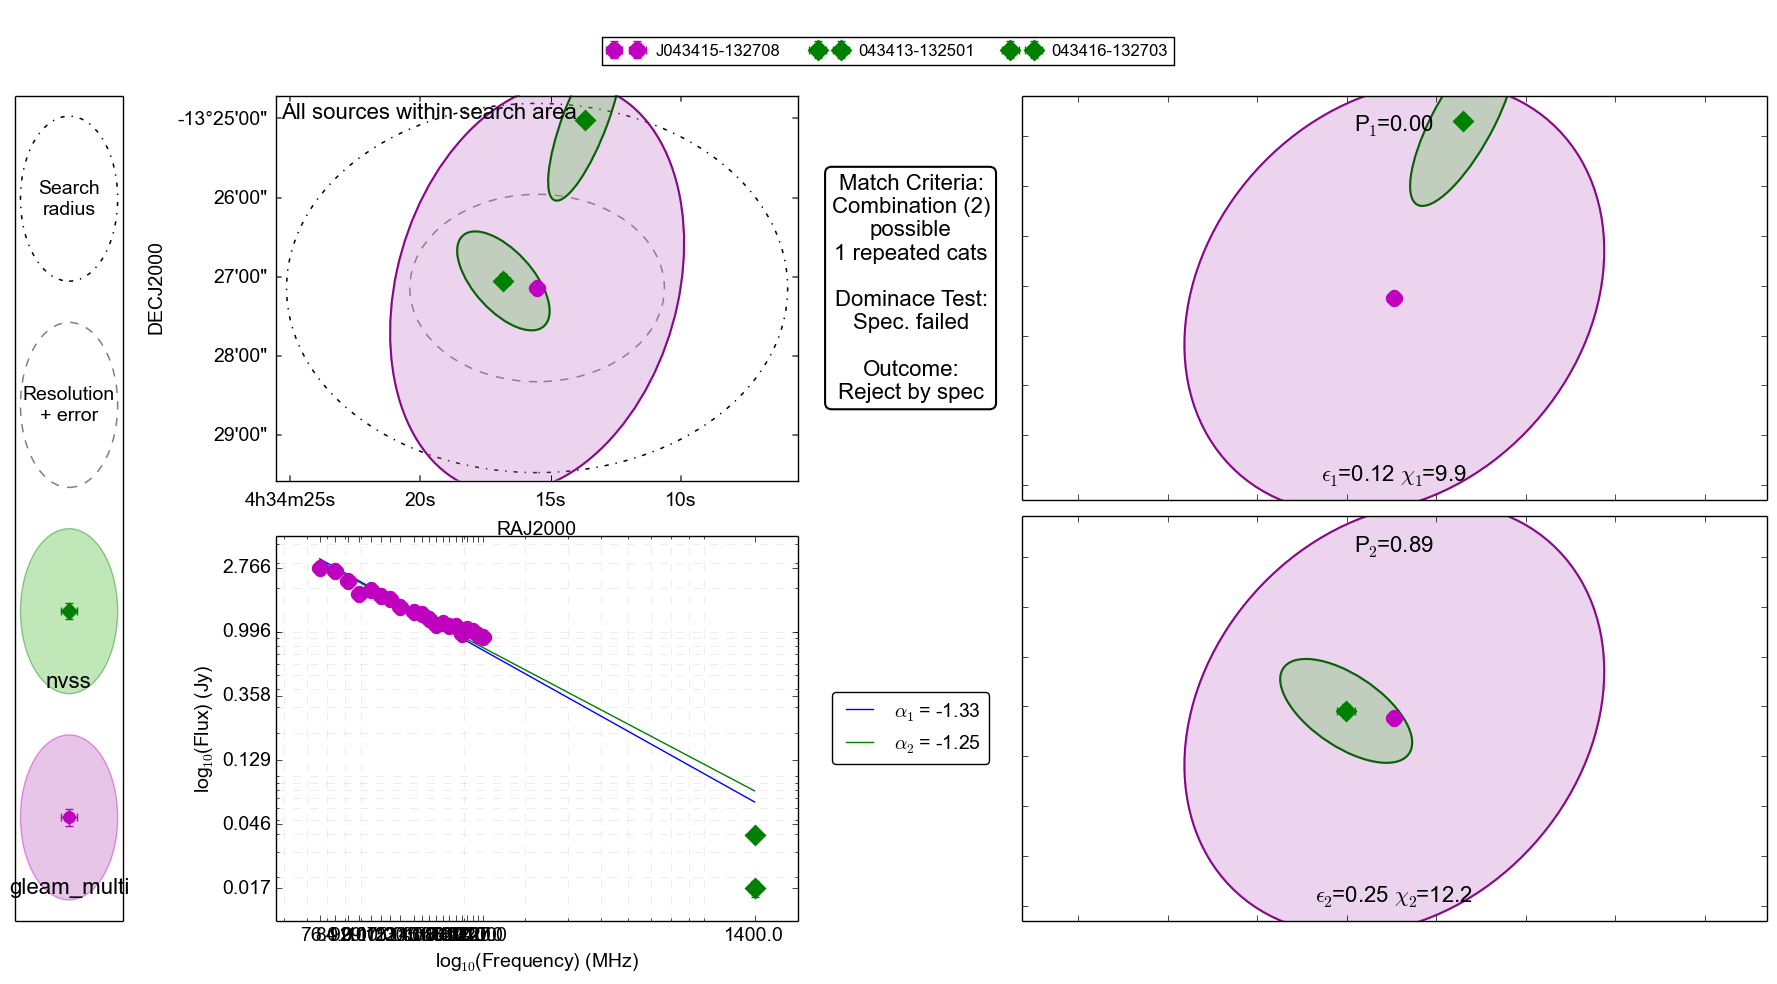 J043415-132708
043413-132501
043416-132703
Search
radius
Resolution
+ error
nvss
gleam_multi
All sources within search area
-13°25'00"
26'00"
27'00"
28'00"
29'00"
DECJ2000
4h34m25s
20s
15s
10s
RAJ2000
Match Criteria:
Combination (2)
possible
1 repeated cats
Dominace Test:
Spec. failed
Outcome:
Reject by spec
P₁=0.00
ϵ₁=0.12 χ₁=9.9
P₂=0.89
ϵ₂=0.25 χ₂=12.2
2.766
0.996
0.358
0.129
0.046
0.017
log₁₀(Flux) (Jy)
1400.0
log₁₀(Frequency) (MHz)
α₁ = -1.33
α₂ = -1.25